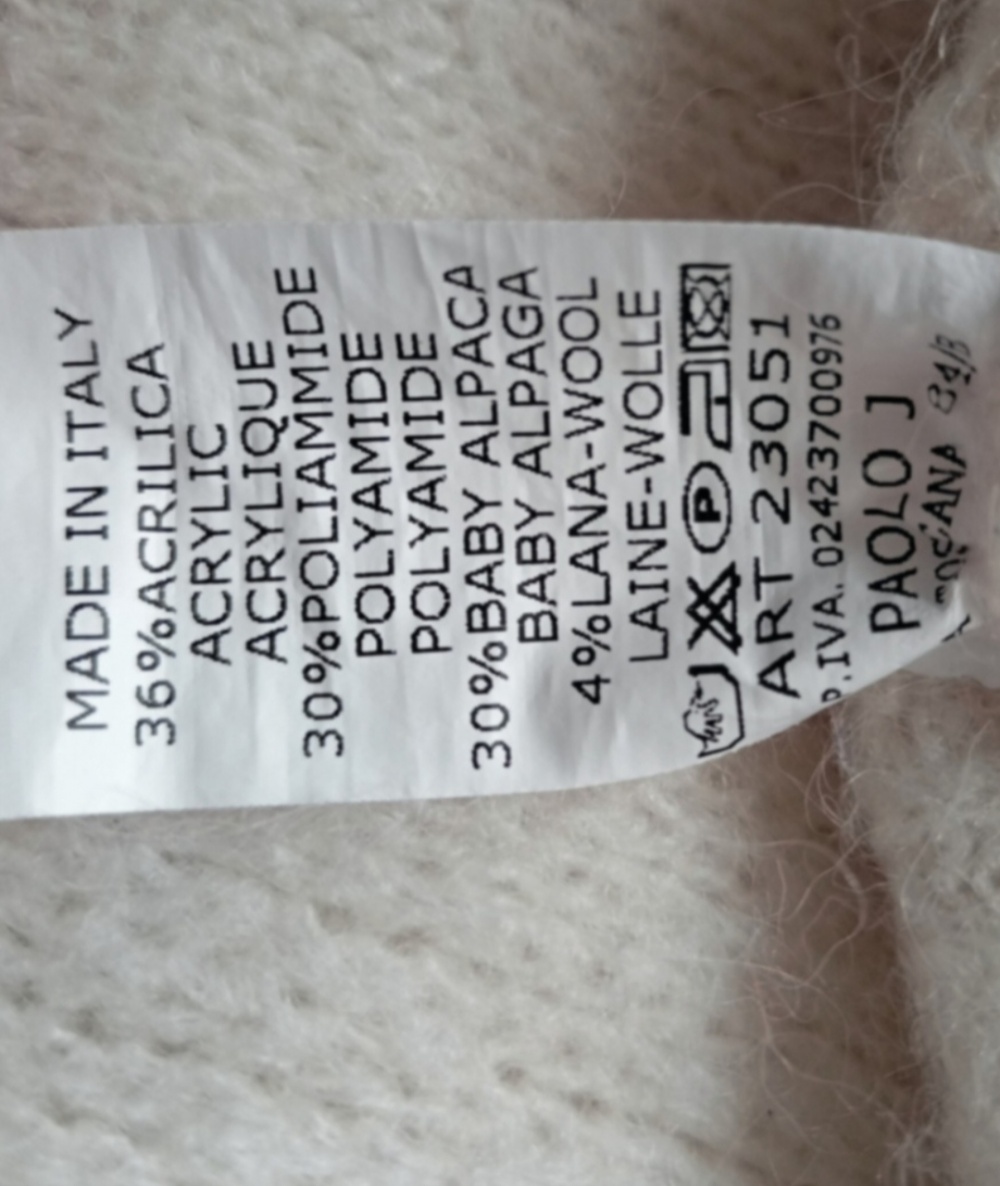 MADE IN ITALY
36%ACRILICA
ACRYLIC
ACRYLIQUE
30%POLIAMMIDE
POLYAMIDE
POLYAMIDE
30%BABY ALPACA
BABY ALPAGA
4%LANA-WOOL
LAINE-WOLLE
P
ART 23051
P.IVA. 02423700976
PAOLO J